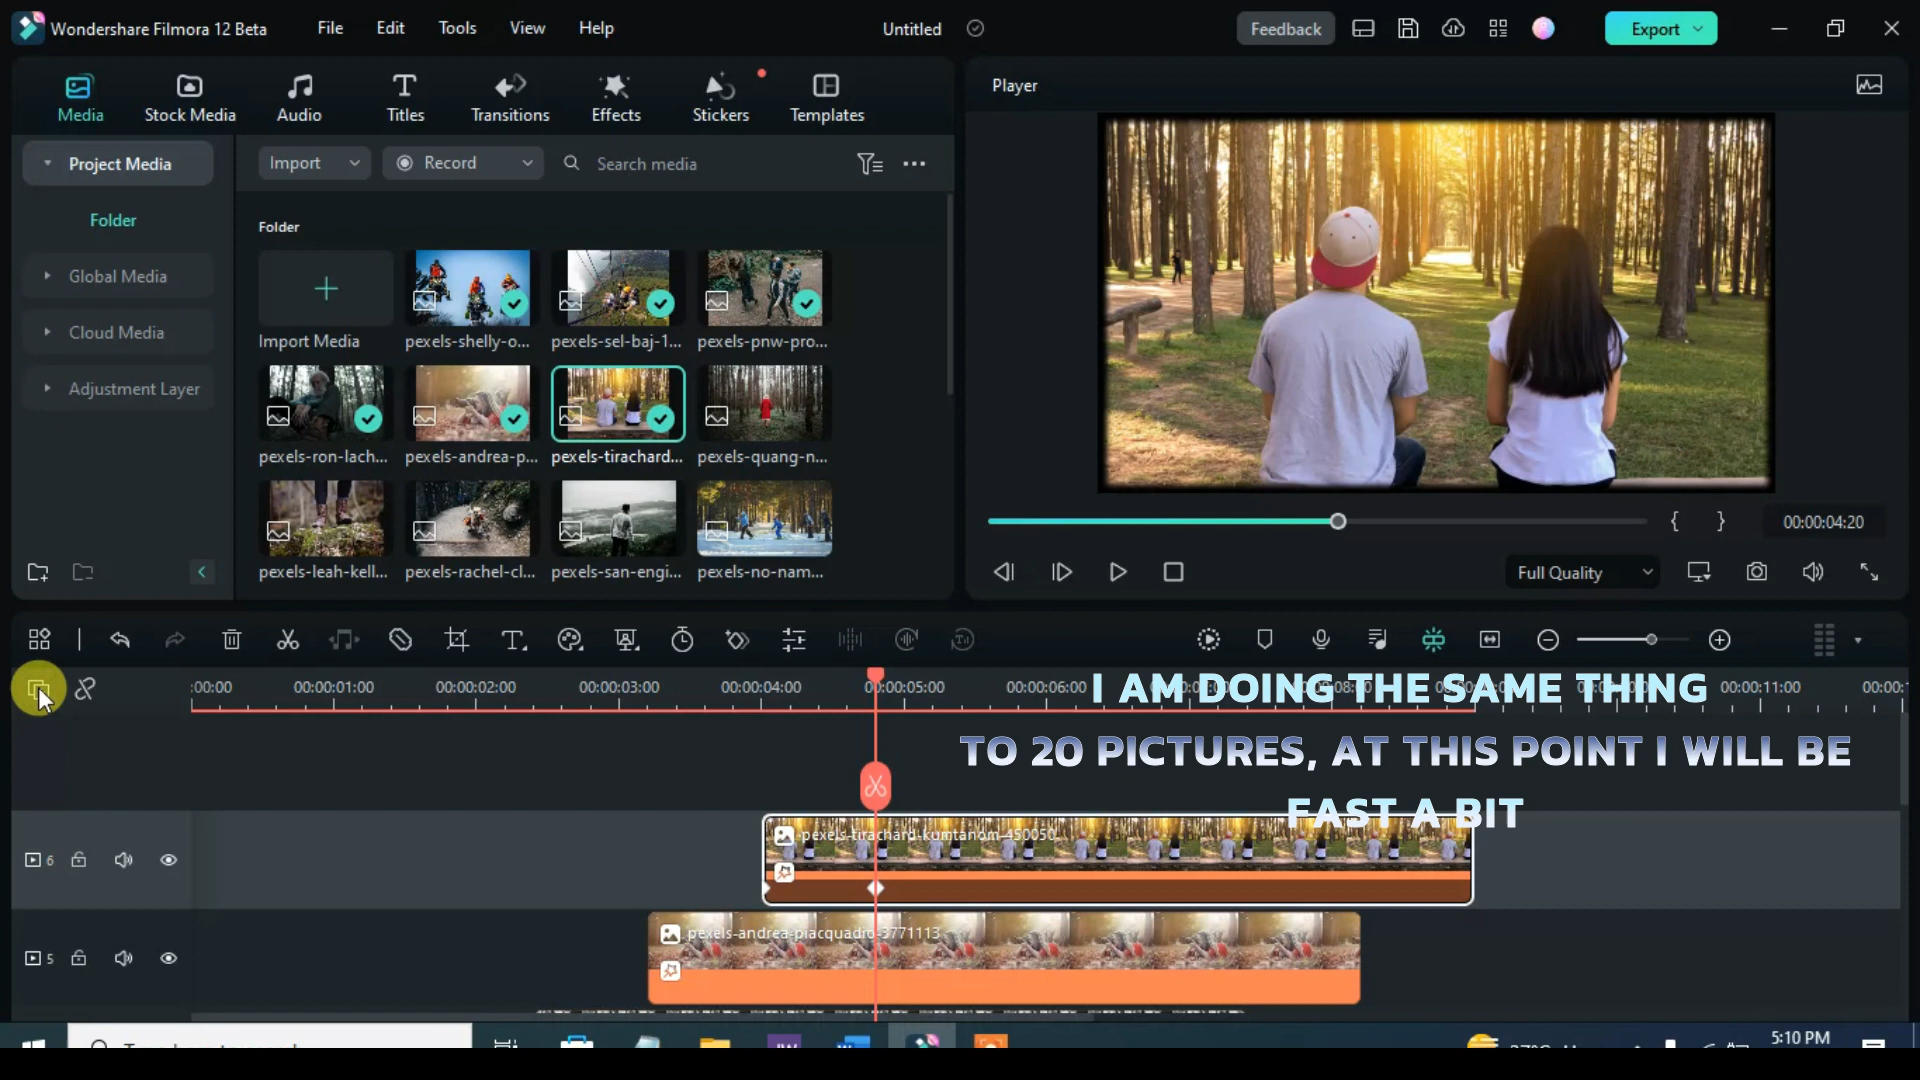 Wondershare Filmora 12 Beta
File
Edit
Tools
View
Help
Untitled
Feedback
Export
Media
Stock Media
Audio
Titles
Transitions
Effects
Stickers
Templates
Player
Project Media
Import
Record
Search media
Folder
Folder
Global Media
Cloud Media
Adjustment Layer
Import Media
pexels-shelly-o...
pexels-sel-baj-1...
pexels-pnw-pro...
pexels-ron-lach...
pexels-andrea-p...
pexels-tirachard...
pexels-quang-n...
pexels-leah-kell...
pexels-rachel-cl...
pexels-san-engi...
pexels-no-nam...
00:00:04:20
Full Quality
:00:00
00:00:01:00
00:00:02:00
00:00:03:00
00:00:04:00
00:00:05:00
00:00:06:00
00:00:11:00
I AM DOING THE SAME THING
TO 20 PICTURES, AT THIS POINT I WILL BE
FAST A BIT
pexels-tirachard-kumtanom-450050
6
pexels-andrea-piacquadio-3771113
5
5:10 PM